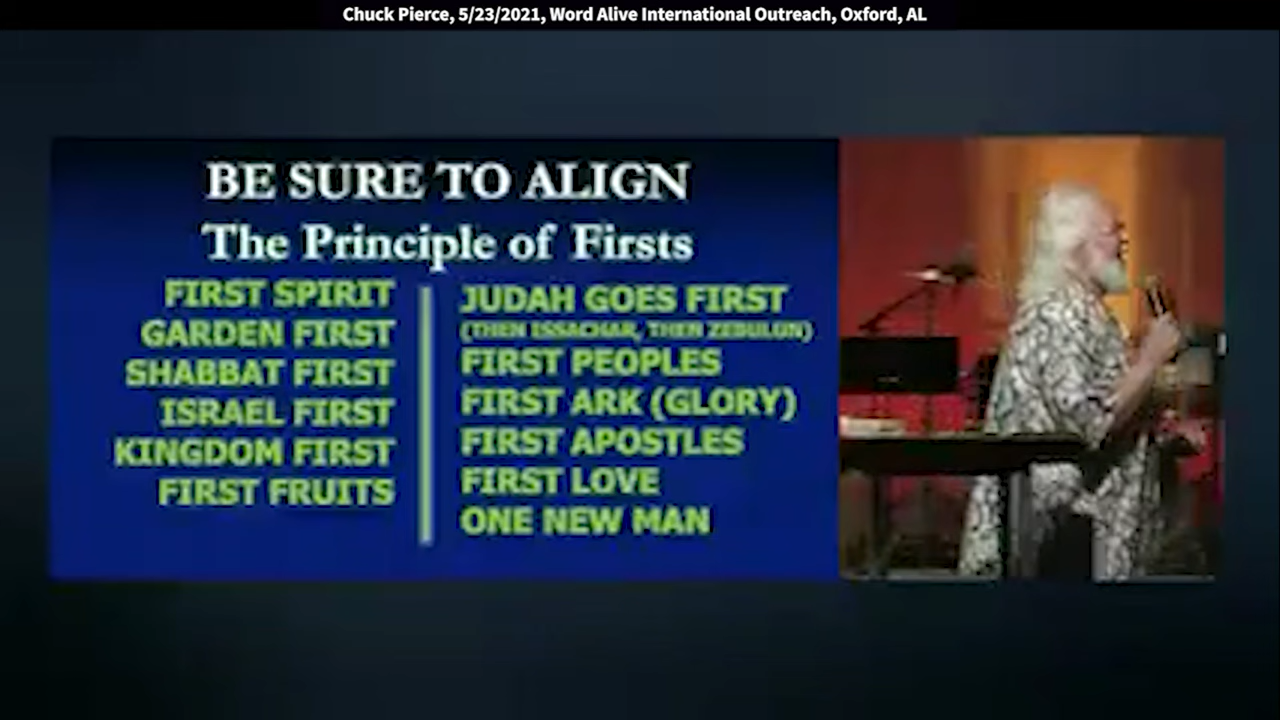 Chuck Pierce, 5/23/2021, Word Alive International Outreach, Oxford, AL
BE SURE TO ALIGN
The Principle of Firsts
FIRST SPIRIT
GARDEN FIRST
SHABBAT FIRST
ISRAEL FIRST
KINGDOM FIRST
FIRST FRUITS
JUDAH GOES FIRST
(THEN ISSACHAR, THEN ZEBULUN)
FIRST PEOPLES
FIRST ARK (GLORY)
FIRST APOSTLES
FIRST LOVE
ONE NEW MAN